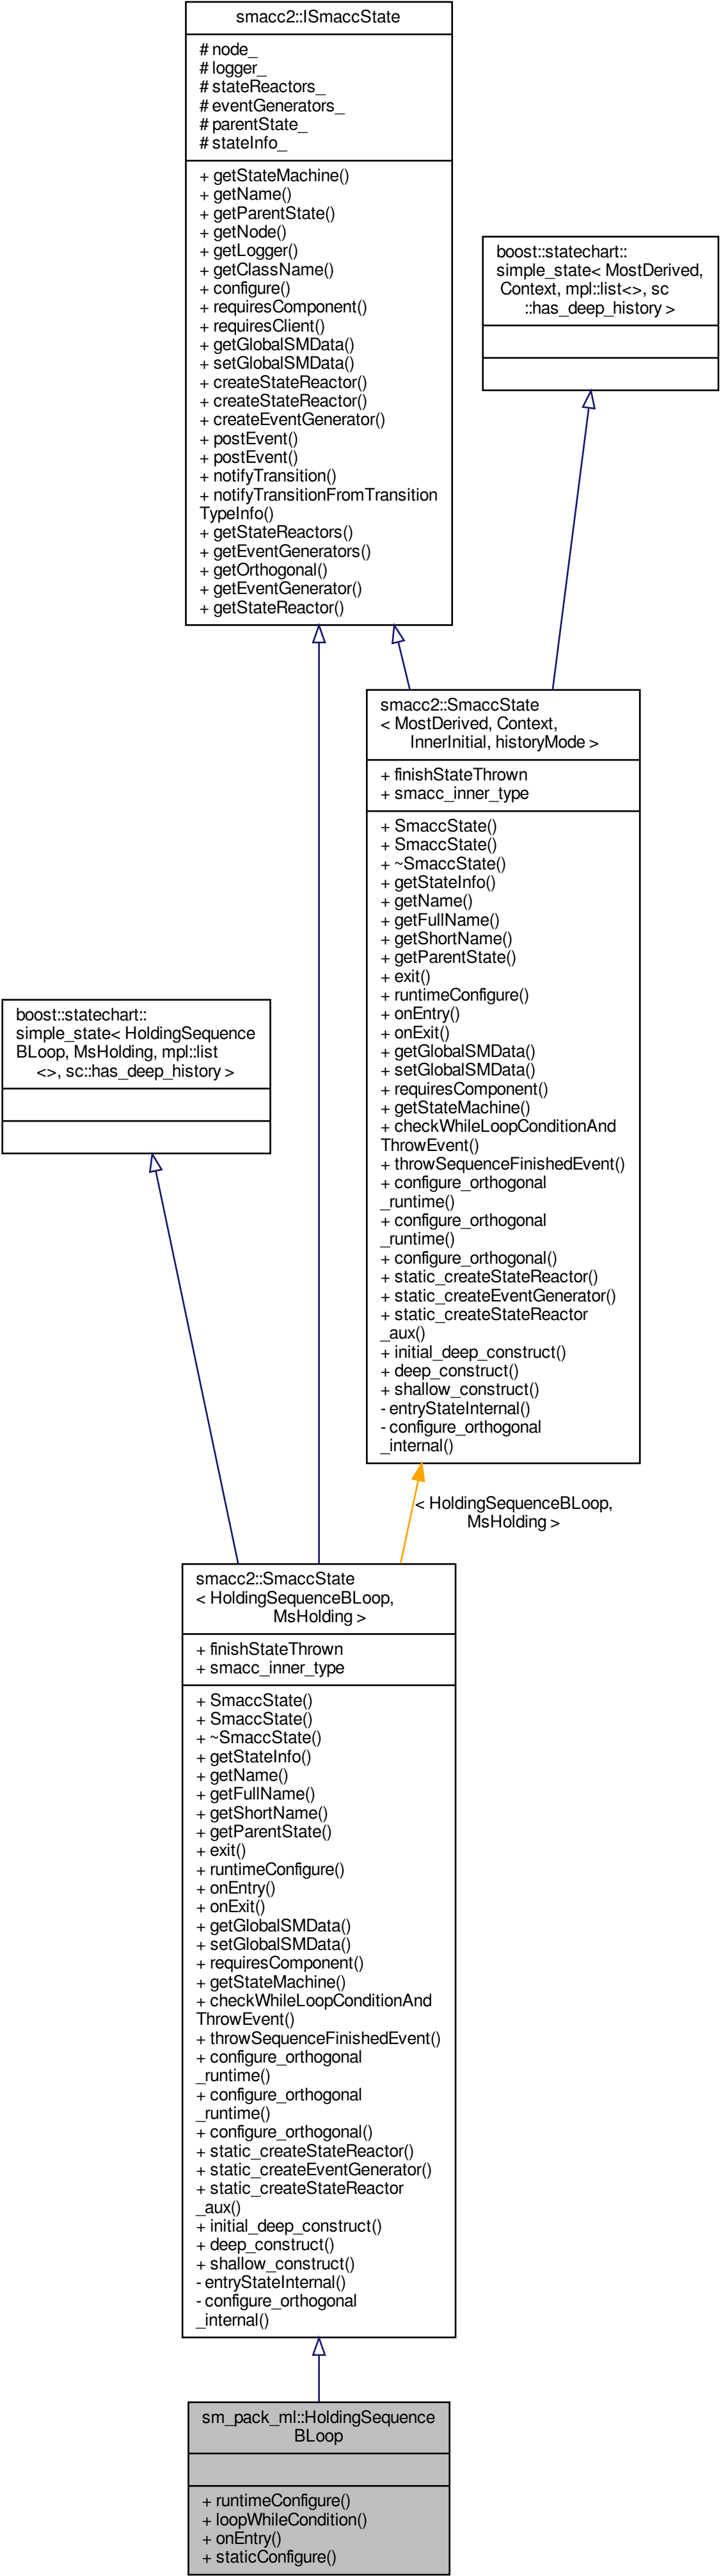 smacc2::ISmaccState
# node_
# logger_
# stateReactors_
# eventGenerators_
# parentState_
# stateInfo_
+ getStateMachine()
+ getName()
+ getParentState()
+ getNode()
+ getLogger()
+ getClassName()
+ configure()
+ requiresComponent()
+ requiresClient()
+ getGlobalSMData()
+ setGlobalSMData()
+ createStateReactor()
+ createStateReactor()
+ createEventGenerator()
+ postEvent()
+ postEvent()
+ notifyTransition()
+ notifyTransitionFromTransition
TypeInfo()
+ getStateReactors()
+ getEventGenerators()
+ getOrthogonal()
+ getEventGenerator()
+ getStateReactor()
boost::statechart::
simple_state< MostDerived,
Context, mpl::list<>, sc
::has_deep_history >
smacc2::SmaccState
< MostDerived, Context,
InnerInitial, historyMode >
+ finishStateThrown
+ smacc_inner_type
+ SmaccState()
+ SmaccState()
+ ~SmaccState()
+ getStateInfo()
+ getName()
+ getFullName()
+ getShortName()
+ getParentState()
+ exit()
+ runtimeConfigure()
+ onEntry()
+ onExit()
+ getGlobalSMData()
+ setGlobalSMData()
+ requiresComponent()
+ getStateMachine()
+ checkWhileLoopConditionAnd
ThrowEvent()
+ throwSequenceFinishedEvent()
+ configure_orthogonal
_runtime()
+ configure_orthogonal
_runtime()
+ configure_orthogonal()
+ static_createStateReactor()
+ static_createEventGenerator()
+ static_createStateReactor
_aux()
+ initial_deep_construct()
+ deep_construct()
+ shallow_construct()
- entryStateInternal()
- configure_orthogonal
_internal()
boost::statechart::
simple_state< HoldingSequence
BLoop, MsHolding, mpl::list
<>, sc::has_deep_history >
< HoldingSequenceBLoop,
MsHolding >
smacc2::SmaccState
< HoldingSequenceBLoop,
MsHolding >
+ finishStateThrown
+ smacc_inner_type
+ SmaccState()
+ SmaccState()
+ ~SmaccState()
+ getStateInfo()
+ getName()
+ getFullName()
+ getShortName()
+ getParentState()
+ exit()
+ runtimeConfigure()
+ onEntry()
+ onExit()
+ getGlobalSMData()
+ setGlobalSMData()
+ requiresComponent()
+ getStateMachine()
+ checkWhileLoopConditionAnd
ThrowEvent()
+ throwSequenceFinishedEvent()
+ configure_orthogonal
_runtime()
+ configure_orthogonal
_runtime()
+ configure_orthogonal()
+ static_createStateReactor()
+ static_createEventGenerator()
+ static_createStateReactor
_aux()
+ initial_deep_construct()
+ deep_construct()
+ shallow_construct()
- entryStateInternal()
- configure_orthogonal
_internal()
sm_pack_ml::HoldingSequence
BLoop
+ runtimeConfigure()
+ loopWhileCondition()
+ onEntry()
+ staticConfigure()